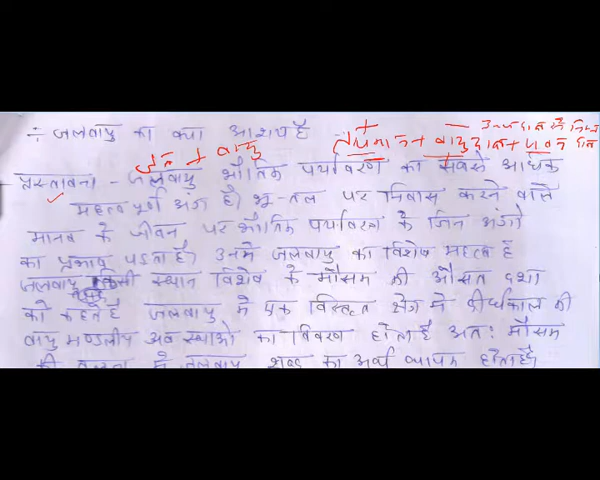 ÷ जलवायु का क्या आशय है
जल + वायु
तापमान + वायुदाब + पवन
प्रस्तावना - जलवायु भौतिक पर्यावरण का सबसे अधिक
महत्वपूर्ण अंग है। भू-तल पर निवास करने वाले
मानव के जीवन पर भौतिक पर्यावरण के जिन अंगो
का प्रभाव पडता है। उनमे जलवायु का विशेष महत्व है
जलवायु किसी स्थान विशेष के मौसम की औसत दशा
को कहते है जलवायु मे एक विस्तृत क्षेत्र मे दीर्घकाल की
वायु मण्डलीय अवस्थाओ का विवरण होता है अतः मौसम
की तुलना मे जलवायु शब्द का अर्थ व्यापक होता है।